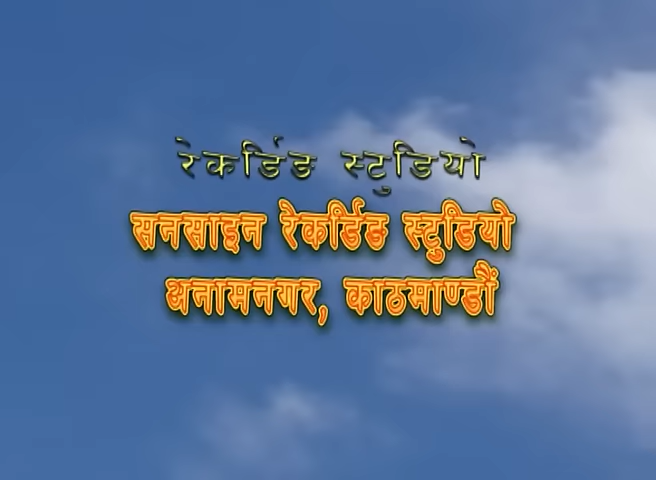 रेकर्डिङ स्टुडियो
सनसाइन रेकर्डिङ स्टुडियो
अनामनगर, काठमाण्डौं